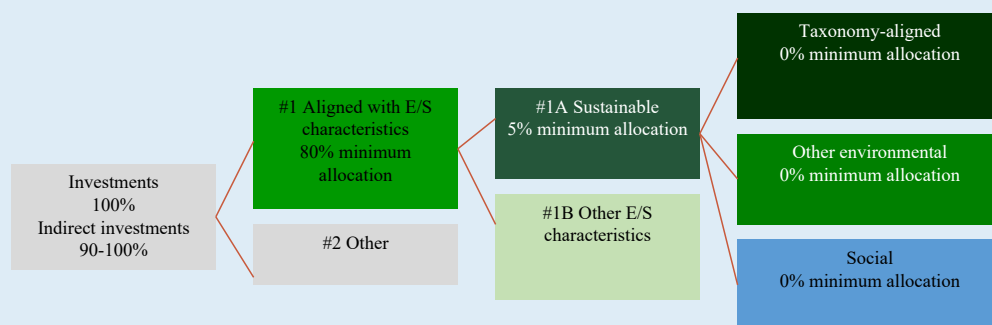 Investments
100%
Indirect investments
90-100%
#1 Aligned with E/S
characteristics
80% minimum
allocation
#2 Other
#1A Sustainable
5% minimum allocation
#1B Other E/S
characteristics
Taxonomy-aligned
0% minimum allocation
Other environmental
0% minimum allocation
Social
0% minimum allocation